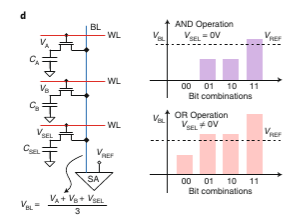 d
BL
WL
V_A
C_A
WL
V_B
C_B
WL
V_SEL
C_SEL
V_REF
SA
V_BL = (V_A + V_B + V_SEL) / 3
AND Operation
V_SEL = 0V
V_BL
V_REF
00 01 10 11
Bit combinations
OR Operation
V_SEL ≠ 0V
V_BL
V_REF
00 01 10 11
Bit combinations